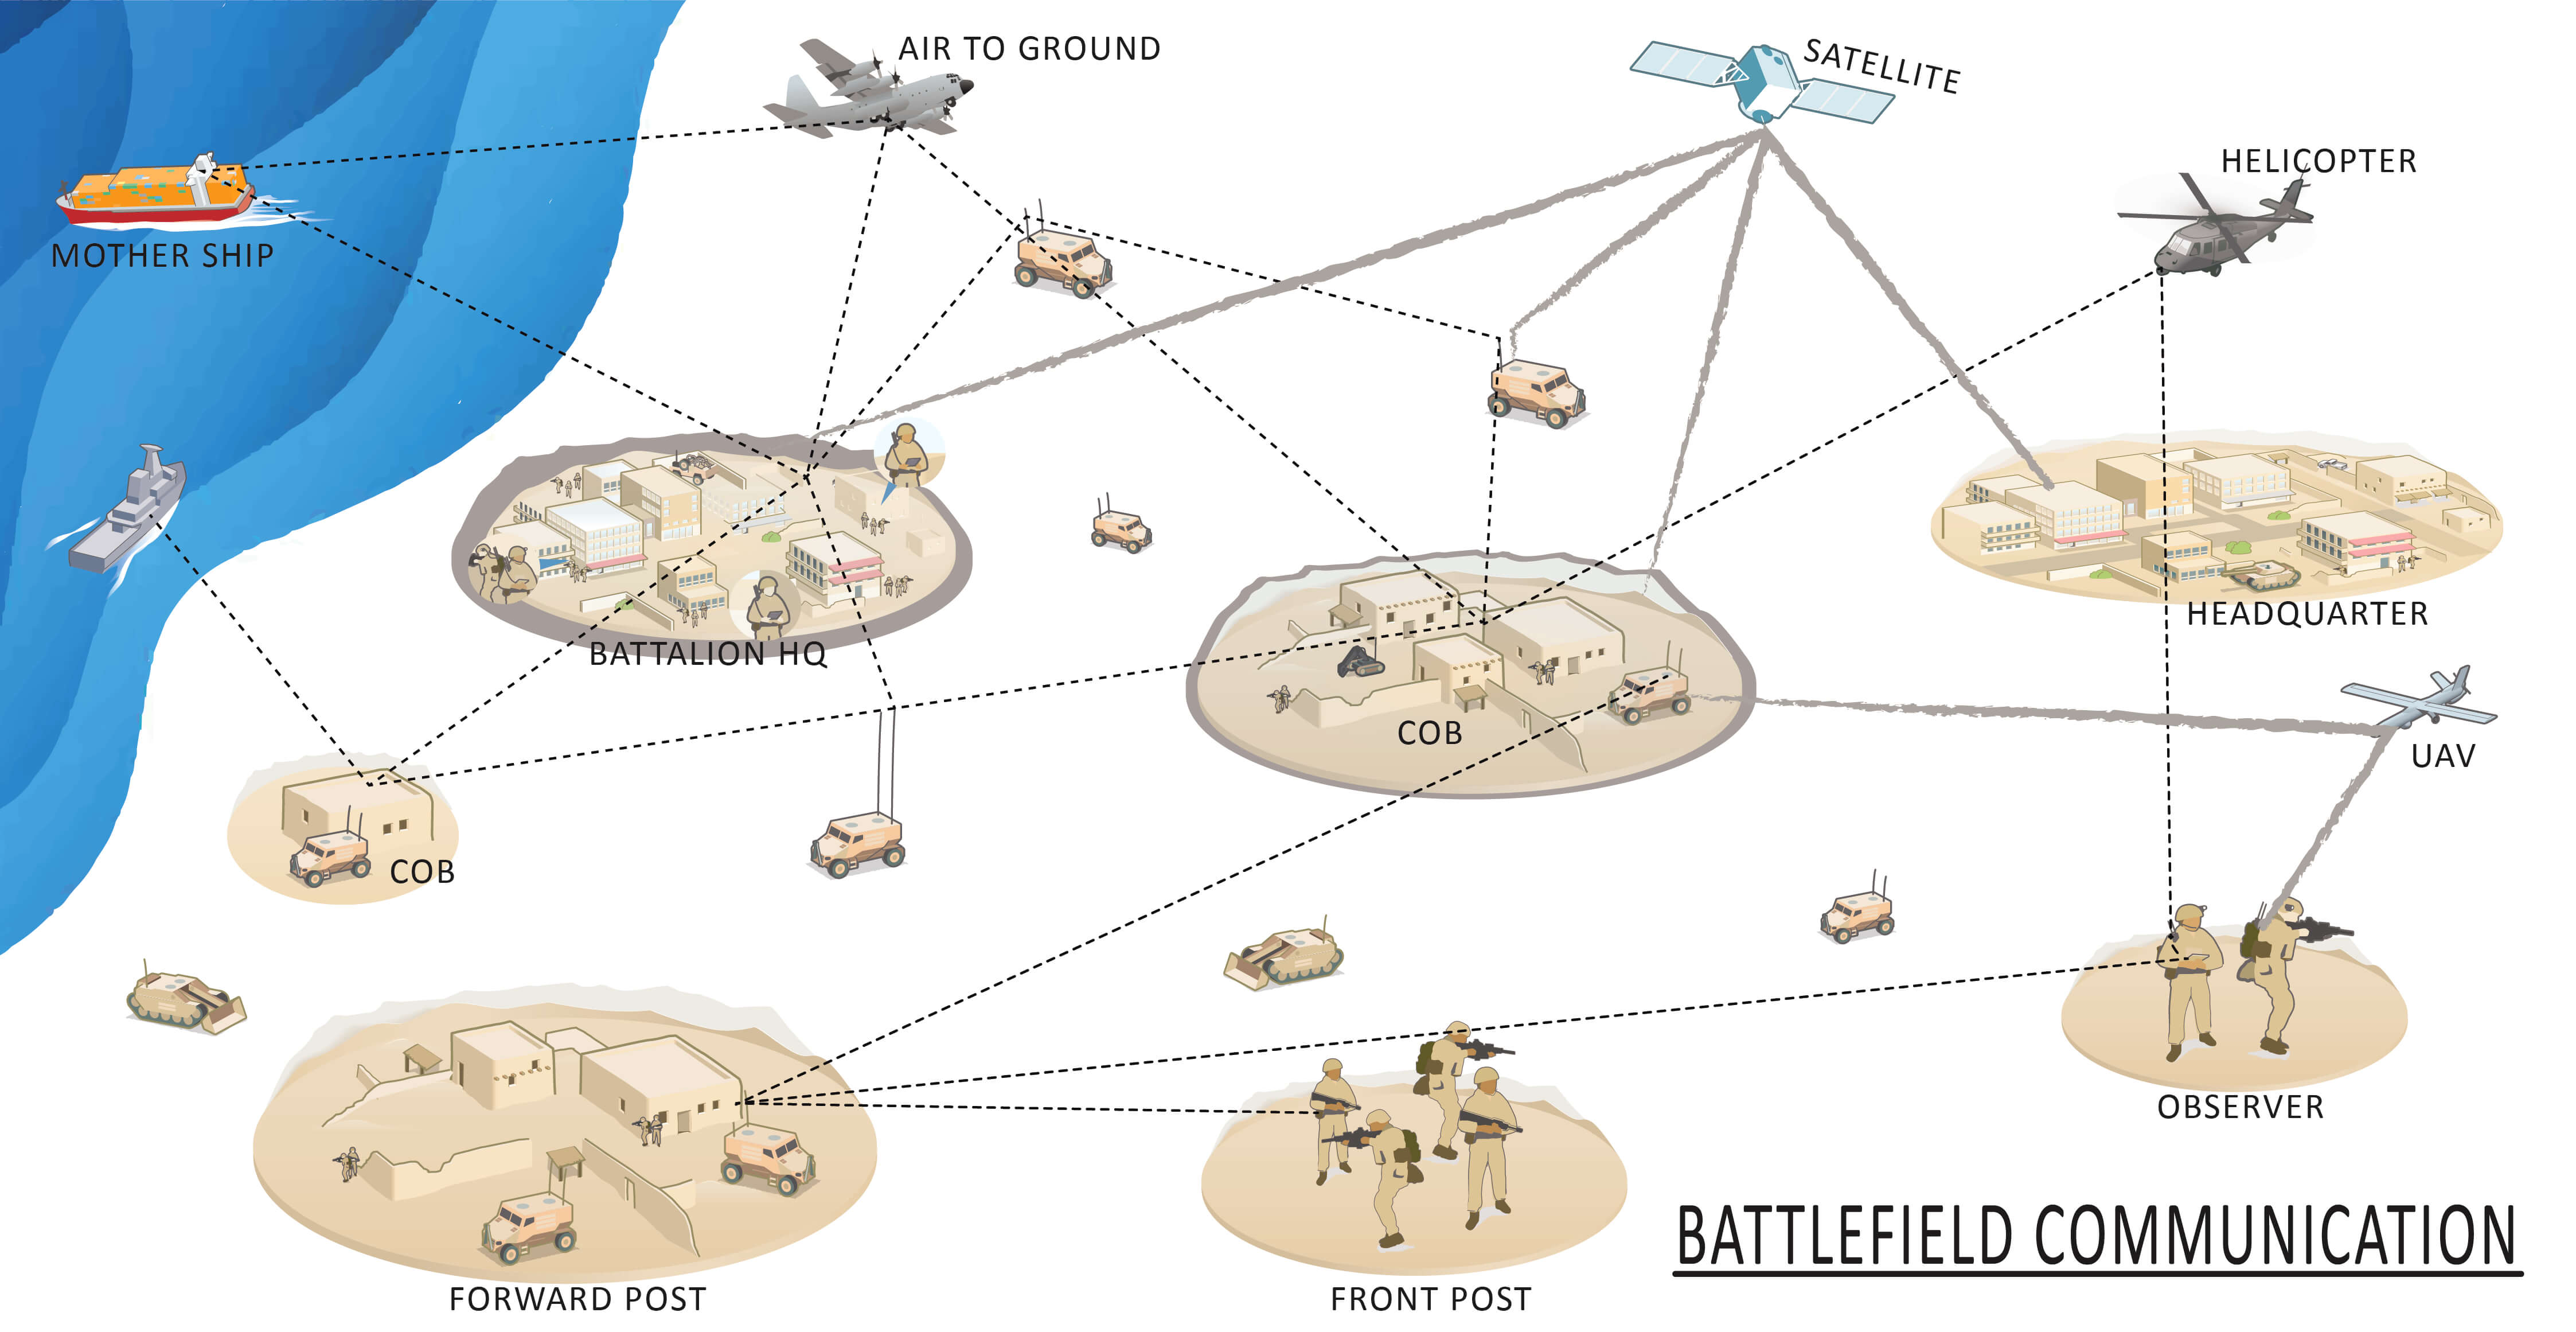 AIR TO GROUND
SATELLITE
HELICOPTER
MOTHER SHIP
HEADQUARTER
BATTALION HQ
COB
UAV
COB
OBSERVER
BATTLEFIELD COMMUNICATION
FORWARD POST
FRONT POST